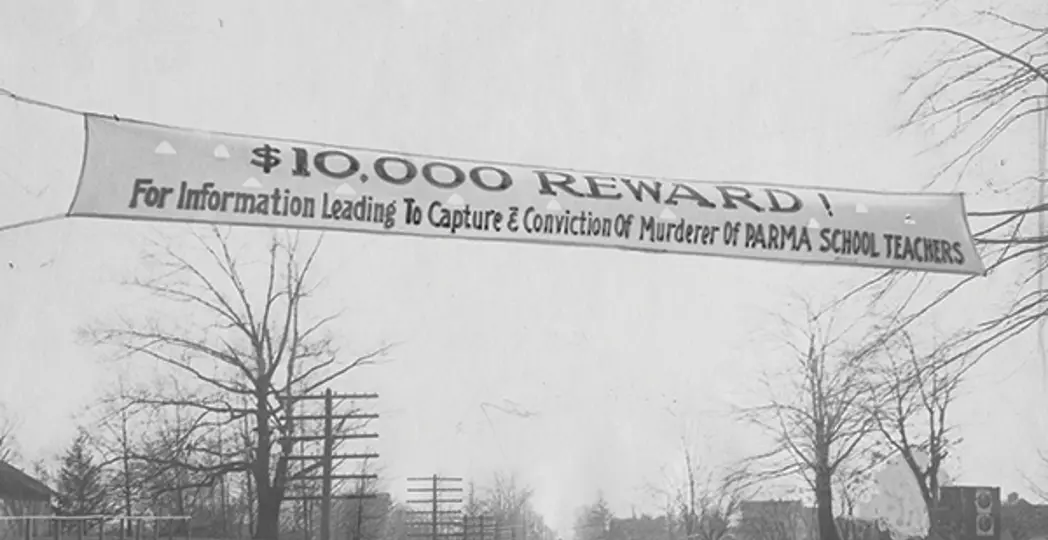 $10,000 REWARD!
For Information Leading To Capture & Conviction Of Murderer Of PARMA SCHOOL TEACHERS